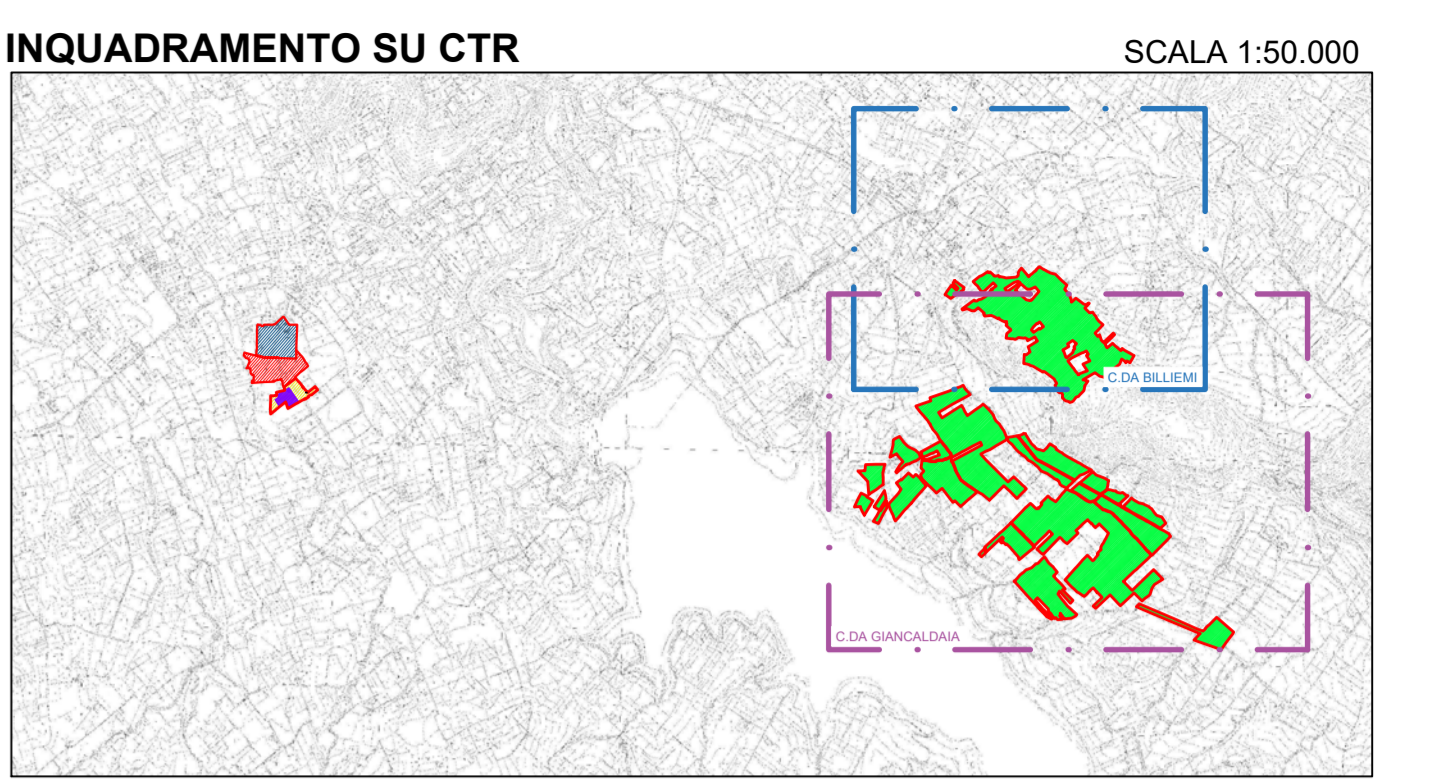 INQUADRAMENTO SU CTR
SCALA 1:50.000
C.DA BILLIEMI
C.DA GIANCALDAIA